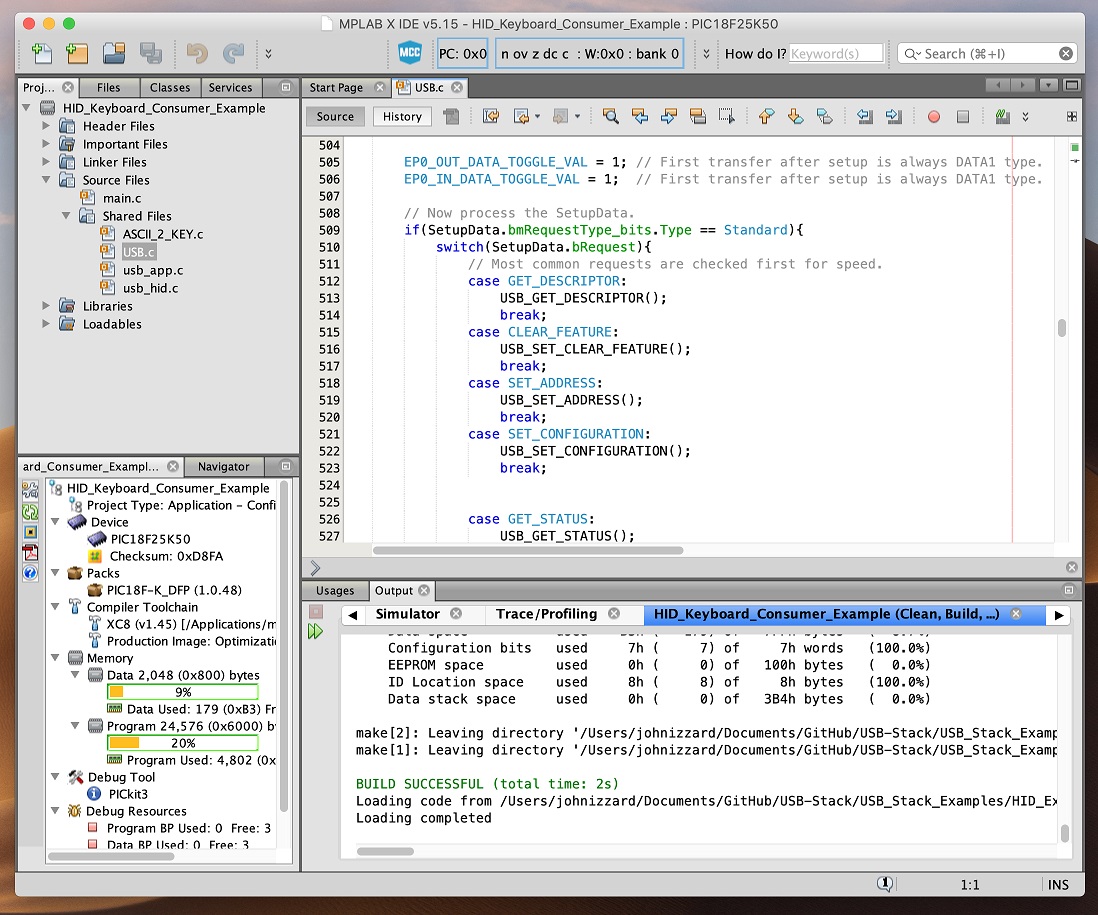 MPLAB X IDE v5.15 - HID_Keyboard_Consumer_Example : PIC18F25K50
MCC PC: 0x0 n ov z dc c : W:0x0 : bank 0 How do I? Keyword(s) Search (⌘+I)
Proj... Files Classes Services
HID_Keyboard_Consumer_Example
Header Files
Important Files
Linker Files
Source Files
main.c
Shared Files
ASCII_2_KEY.c
USB.c
usb_app.c
usb_hid.c
Libraries
Loadables
Start Page USB.c
Source History
504
505 EP0_OUT_DATA_TOGGLE_VAL = 1; // First transfer after setup is always DATA1 type.
506 EP0_IN_DATA_TOGGLE_VAL = 1; // First transfer after setup is always DATA1 type.
507
508 // Now process the SetupData.
509 if(SetupData.bmRequestType_bits.Type == Standard){
510 switch(SetupData.bRequest){
511 // Most common requests are checked first for speed.
512 case GET_DESCRIPTOR:
513 USB_GET_DESCRIPTOR();
514 break;
515 case CLEAR_FEATURE:
516 USB_SET_CLEAR_FEATURE();
517 break;
518 case SET_ADDRESS:
519 USB_SET_ADDRESS();
520 break;
521 case SET_CONFIGURATION:
522 USB_SET_CONFIGURATION();
523 break;
524
525
526 case GET_STATUS:
527 USB_GET_STATUS();
ard_Consumer_Exampl... Navigator
HID_Keyboard_Consumer_Example
Project Type: Application - Confi
Device
PIC18F25K50
Checksum: 0xD8FA
Packs
PIC18F-K_DFP (1.0.48)
Compiler Toolchain
XC8 (v1.45) [/Applications/m
Production Image: Optimizati
Memory
Data 2,048 (0x800) bytes
9%
Data Used: 179 (0xB3) Fr
Program 24,576 (0x6000) b
20%
Program Used: 4,802 (0x
Debug Tool
PICkit3
Debug Resources
Program BP Used: 0 Free: 3
Data BP Used: 0 Free: 3
Usages Output
Simulator Trace/Profiling HID_Keyboard_Consumer_Example (Clean, Build, ...)
Configuration bits used 7h ( 7) of 7h words (100.0%)
EEPROM space used 0h ( 0) of 100h bytes ( 0.0%)
ID Location space used 8h ( 8) of 8h bytes (100.0%)
Data stack space used 0h ( 0) of 3B4h bytes ( 0.0%)
make[2]: Leaving directory '/Users/johnizzard/Documents/GitHub/USB-Stack/USB_Stack_Examp
make[1]: Leaving directory '/Users/johnizzard/Documents/GitHub/USB-Stack/USB_Stack_Examp
BUILD SUCCESSFUL (total time: 2s)
Loading code from /Users/johnizzard/Documents/GitHub/USB-Stack/USB_Stack_Examples/HID_Ex
Loading completed
1 1:1 INS